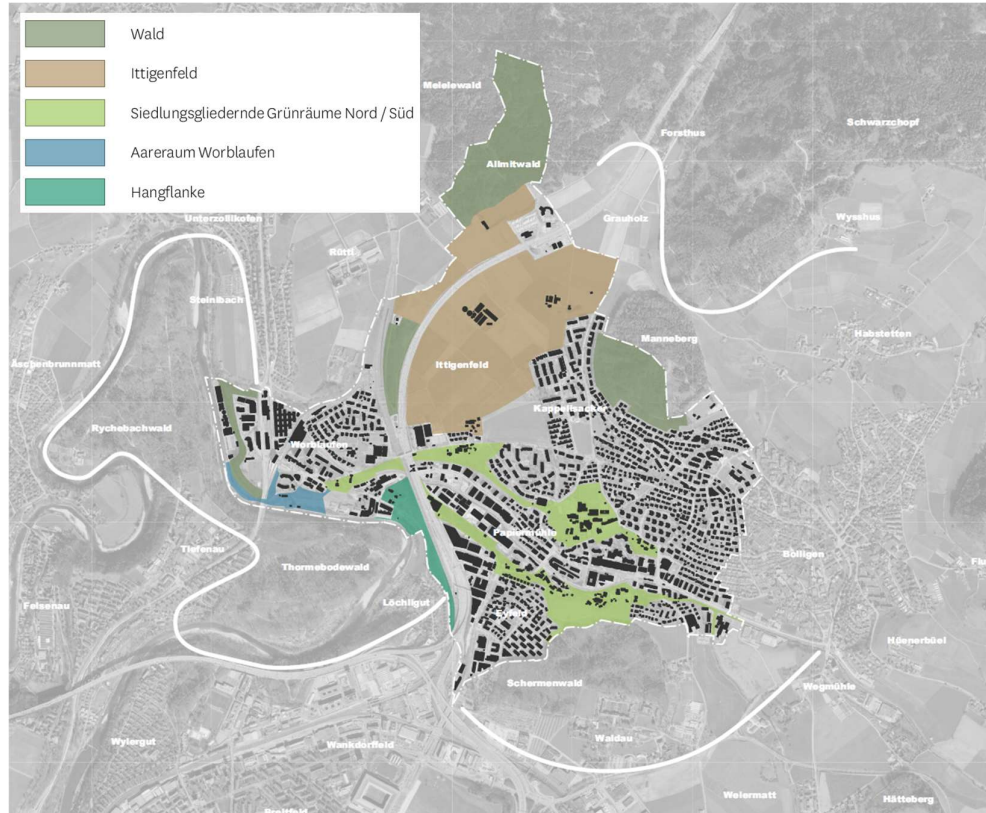 Wald
Ittigenfeld
Siedlungsgliedernde Grünräume Nord / Süd
Aareraum Worblaufen
Hangflanke
Meielewald
Schwarzchopf
Forsthus
Allmitwald
Unterzollikofen
Grauholz
Wysshus
Rütti
Steinibach
Manneberg
Habstetten
Äschenbrunnmatt
Ittigenfeld
Kappelisacker
Rychebachwald
Worblaufen
Papiermühle
Tiefenau
Bolligen
Thormebodewald
Felsenau
Löchligut
Eyfeld
Hüenerbüel
Schermenwald
Wegmühle
Waldau
Wylergut
Wankdorffeld
Weiermatt
Hätteberg
Breitfeld